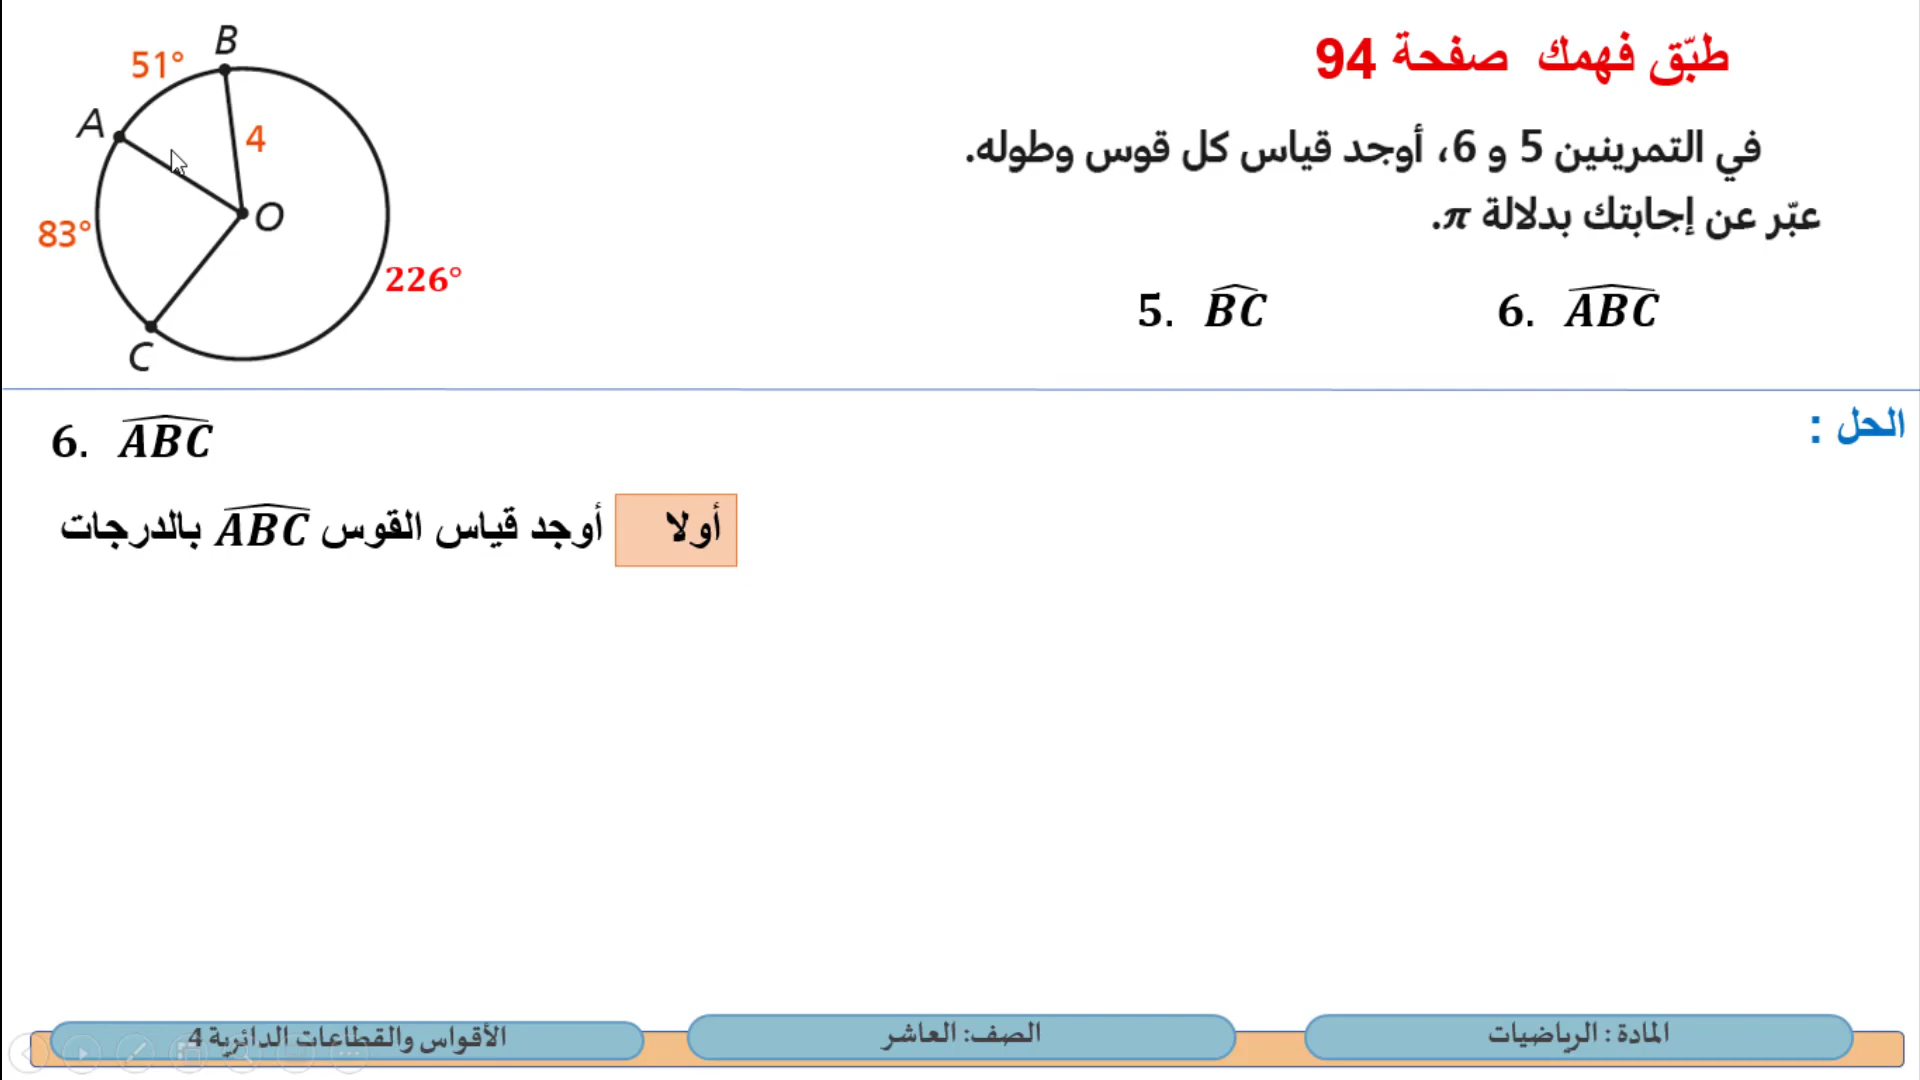 طبّق فهمك صفحة 94
في التمرينين 5 و 6، أوجد قياس كل قوس وطوله.
عبّر عن إجابتك بدلالة π.
5. BC
6. ABC
B
51°
A
4
O
83°
226°
C
الحل :
6. ABC
أولا أوجد قياس القوس ABC بالدرجات
المادة : الرياضيات
الصف: العاشر
الأقواس والقطاعات الدائرية 4